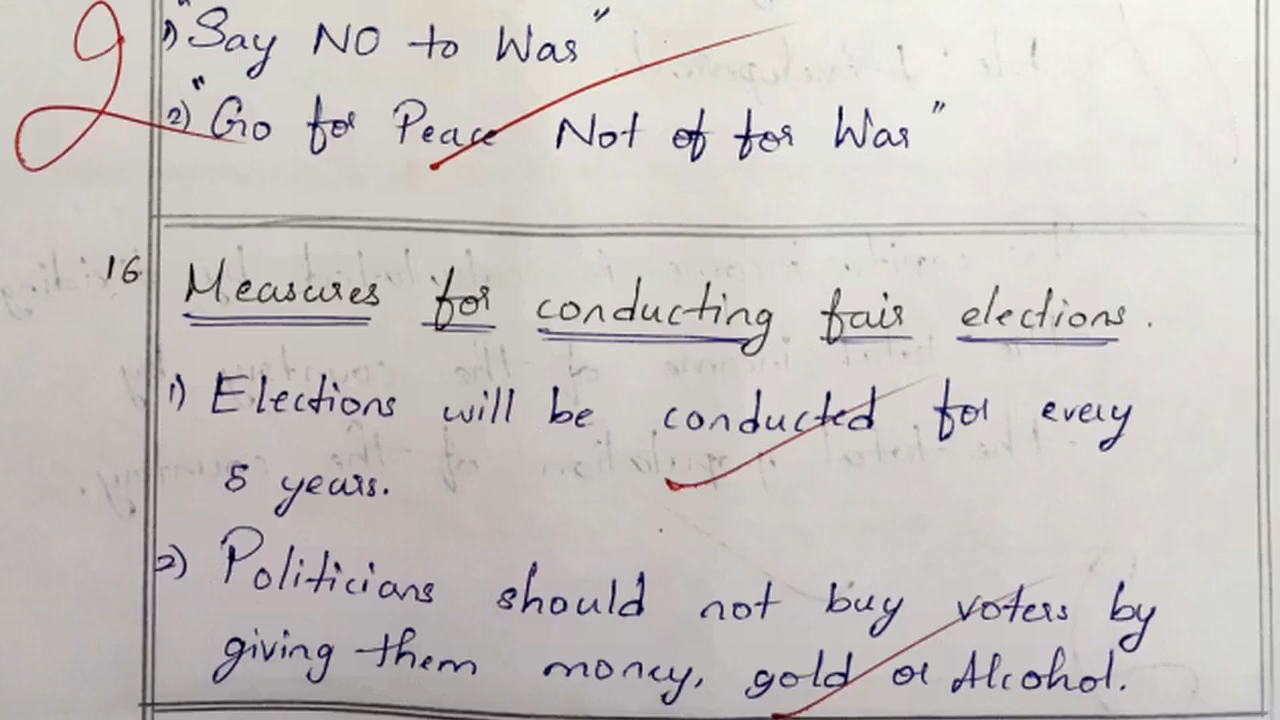 1) "Say NO to War"
2) "Go for Peace Not of for War"
16 Measures for conducting fair elections.
1) Elections will be conducted for every
5 years.
2) Politicians should not buy voters by
giving them money, gold or Alcohol.